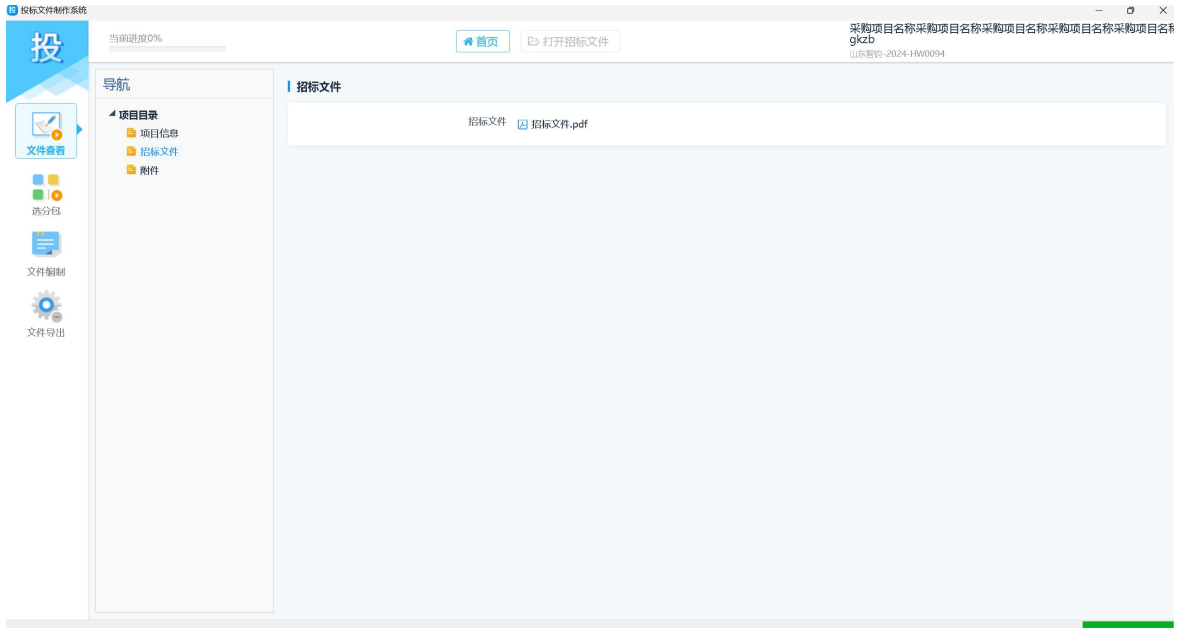 投 投标文件制作系统
投
当前进度0%
首页
打开招标文件
采购项目名称采购项目名称采购项目名称采购项目名称采购项目名称
gkzb
山东智钧-2024-HW0094
文件查看
选分包
文件编制
文件导出
导航
项目目录
项目信息
招标文件
附件
招标文件
招标文件 招标文件.pdf